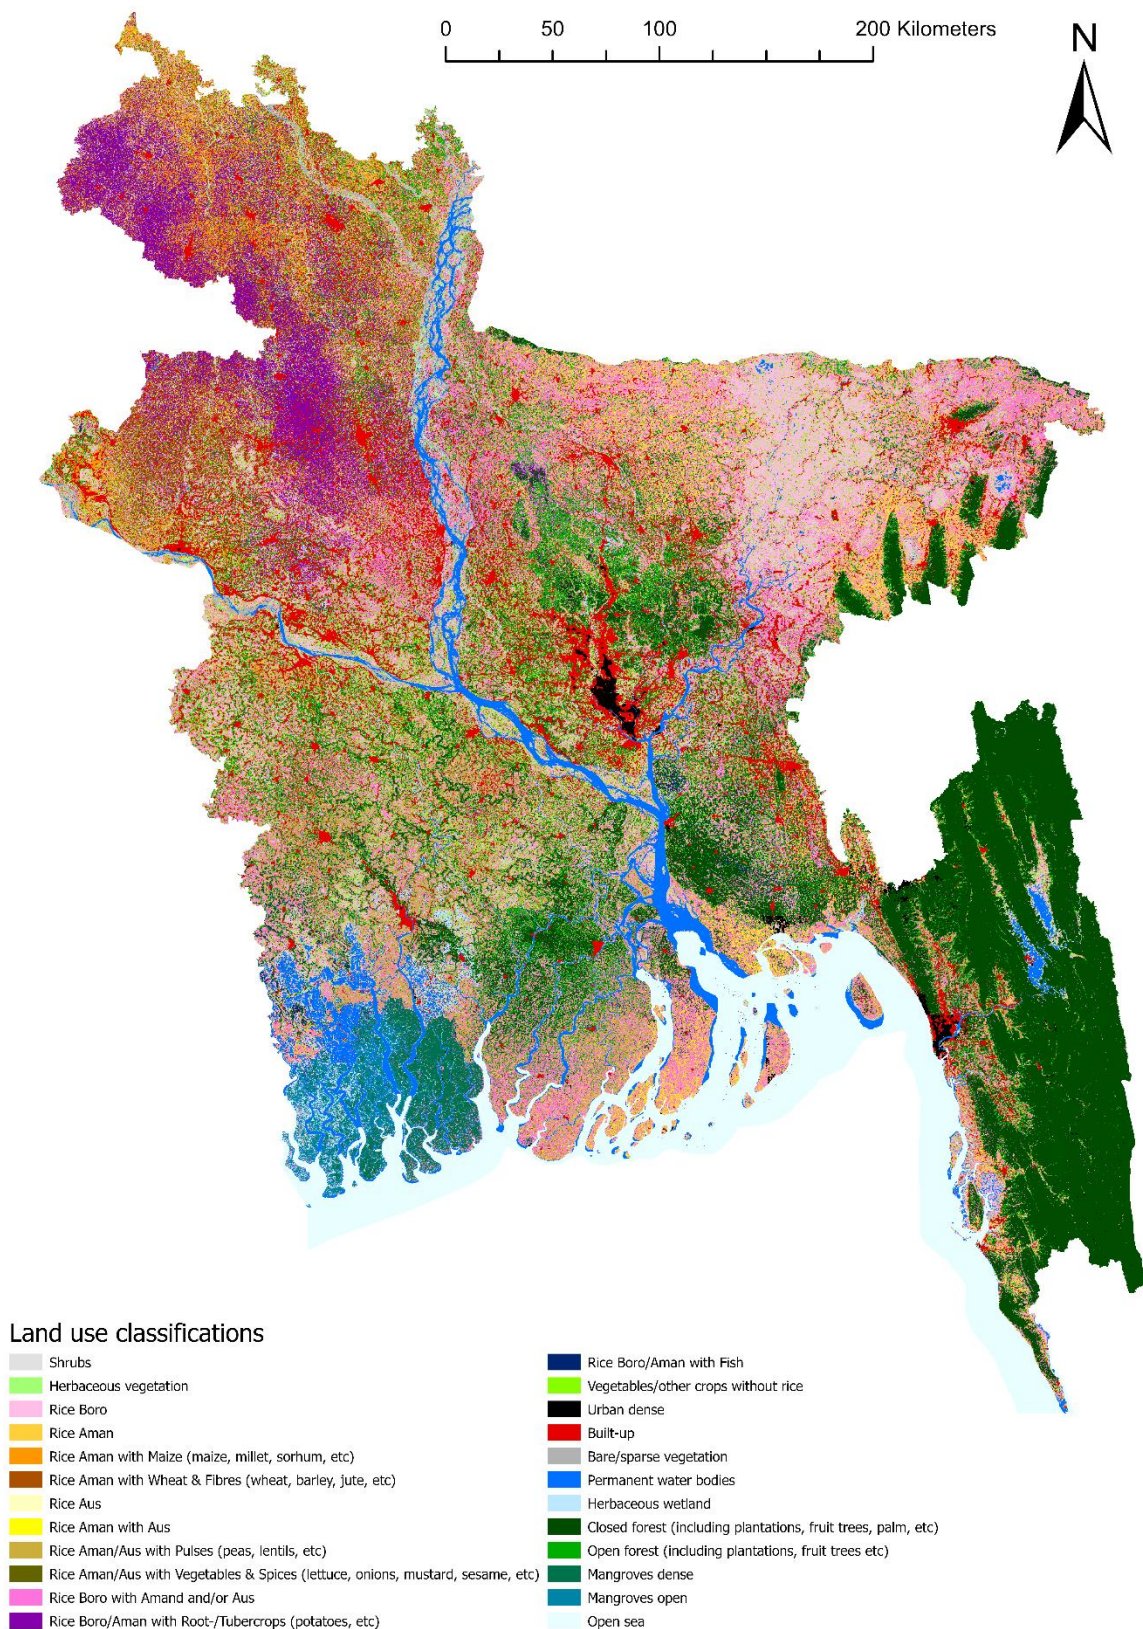 0 50 100 200 Kilometers
N
Land use classifications
Shrubs
Herbaceous vegetation
Rice Boro
Rice Aman
Rice Aman with Maize (maize, millet, sorhum, etc)
Rice Aman with Wheat & Fibres (wheat, barley, jute, etc)
Rice Aus
Rice Aman with Aus
Rice Aman/Aus with Pulses (peas, lentils, etc)
Rice Aman/Aus with Vegetables & Spices (lettuce, onions, mustard, sesame, etc)
Rice Boro with Amand and/or Aus
Rice Boro/Aman with Root-/Tubercrops (potatoes, etc)
Rice Boro/Aman with Fish
Vegetables/other crops without rice
Urban dense
Built-up
Bare/sparse vegetation
Permanent water bodies
Herbaceous wetland
Closed forest (including plantations, fruit trees, palm, etc)
Open forest (including plantations, fruit trees etc)
Mangroves dense
Mangroves open
Open sea